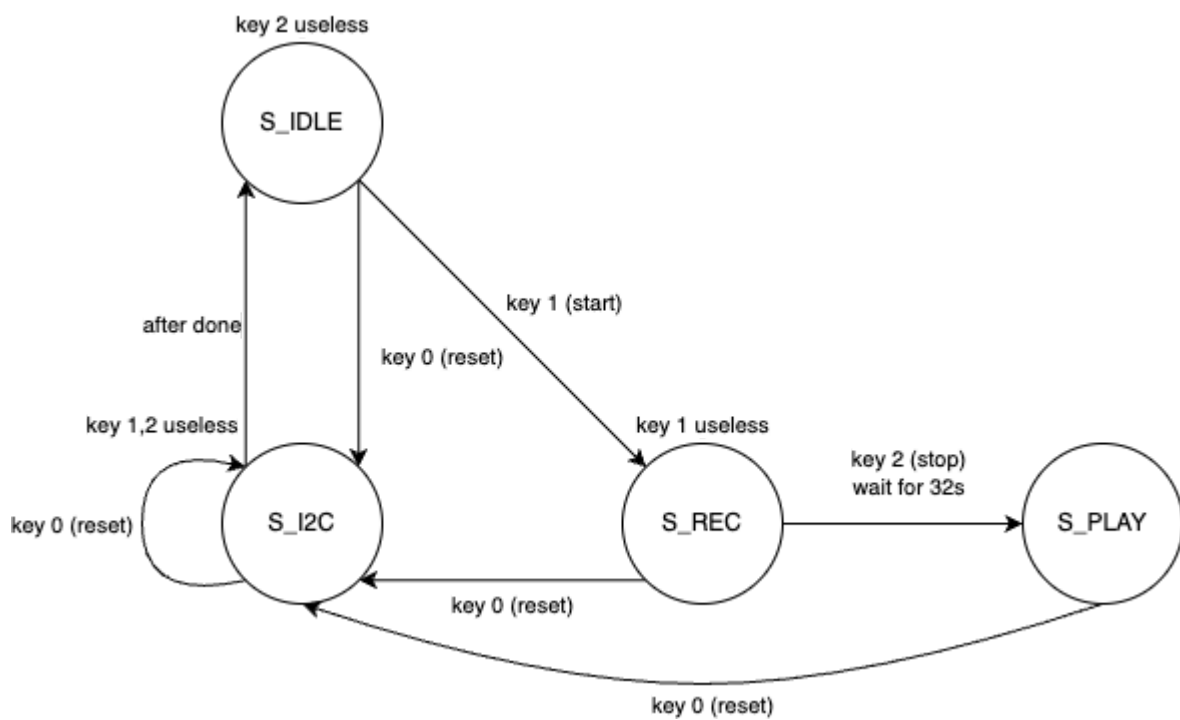 key 2 useless
S_IDLE
key 1 (start)
after done
key 0 (reset)
key 1,2 useless
key 1 useless
key 2 (stop)
wait for 32s
key 0 (reset)
S_I2C
S_REC
S_PLAY
key 0 (reset)
key 0 (reset)